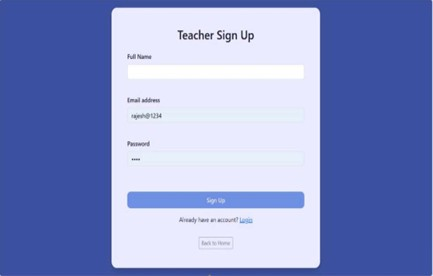 Teacher Sign Up
Full Name
Email address
rajesh@1234
Password
••••
Sign Up
Already have an account? Login
Back to Home